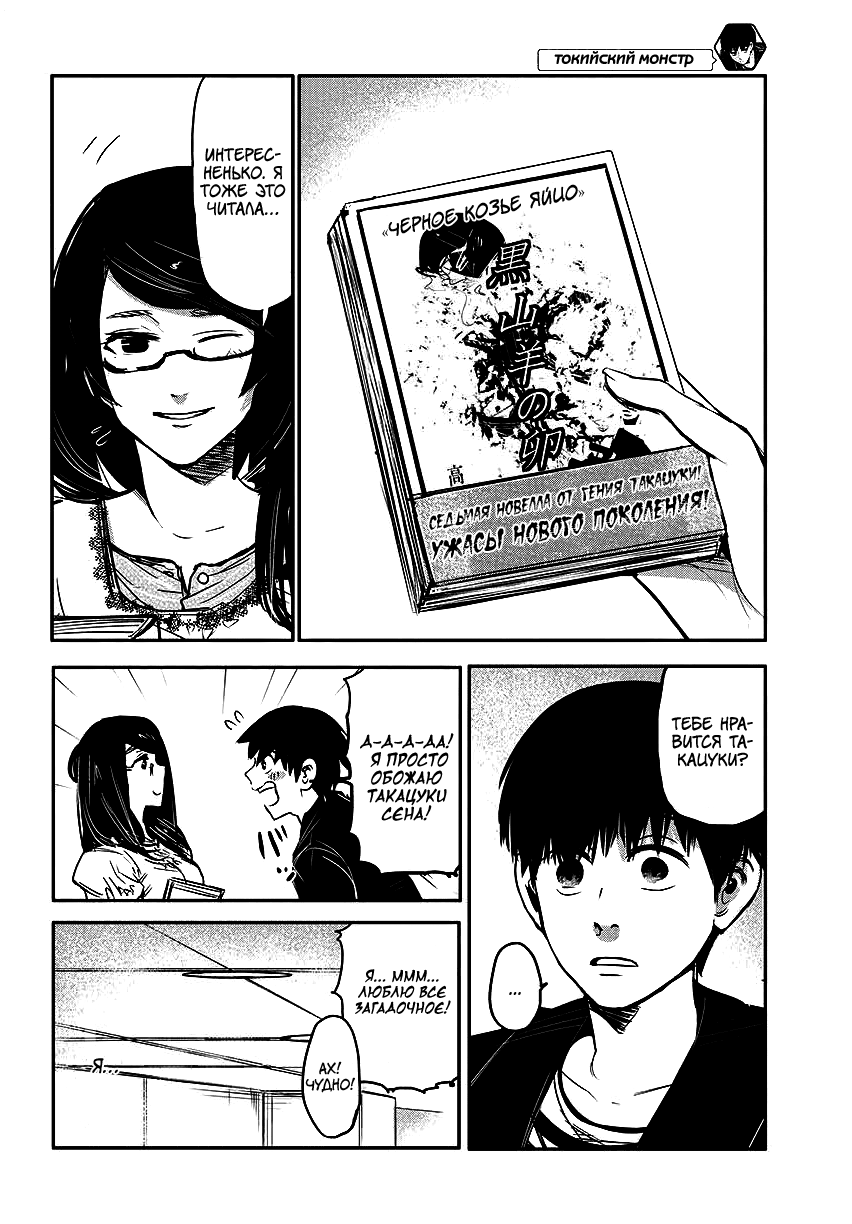 ТОКИЙСКИЙ МОНСТР
«ЧЕРНОЕ КОЗЬЕ ЯЙЦО»
黒山羊の卵
高
СЕДЬМАЯ НОВЕЛЛА ОТ ГЕНИЯ ТАКАЦУКИ!
УЖАСЫ НОВОГО ПОКОЛЕНИЯ!
ИНТЕРЕС-
НЕНЬКО. Я
ТОЖЕ ЭТО
ЧИТАЛА...
ТЕБЕ НРА-
ВИТСЯ ТА-
КАЦУКИ?
...
Д-Д-Д-ДА!
Я ПРОСТО
ОБОЖАЮ
ТАКАЦУКИ
СЕНА!
Я... МММ...
ЛЮБЛЮ ВСЕ
ЗАГАДОЧНОЕ!
АХ!
ЧУДНО!
Я...